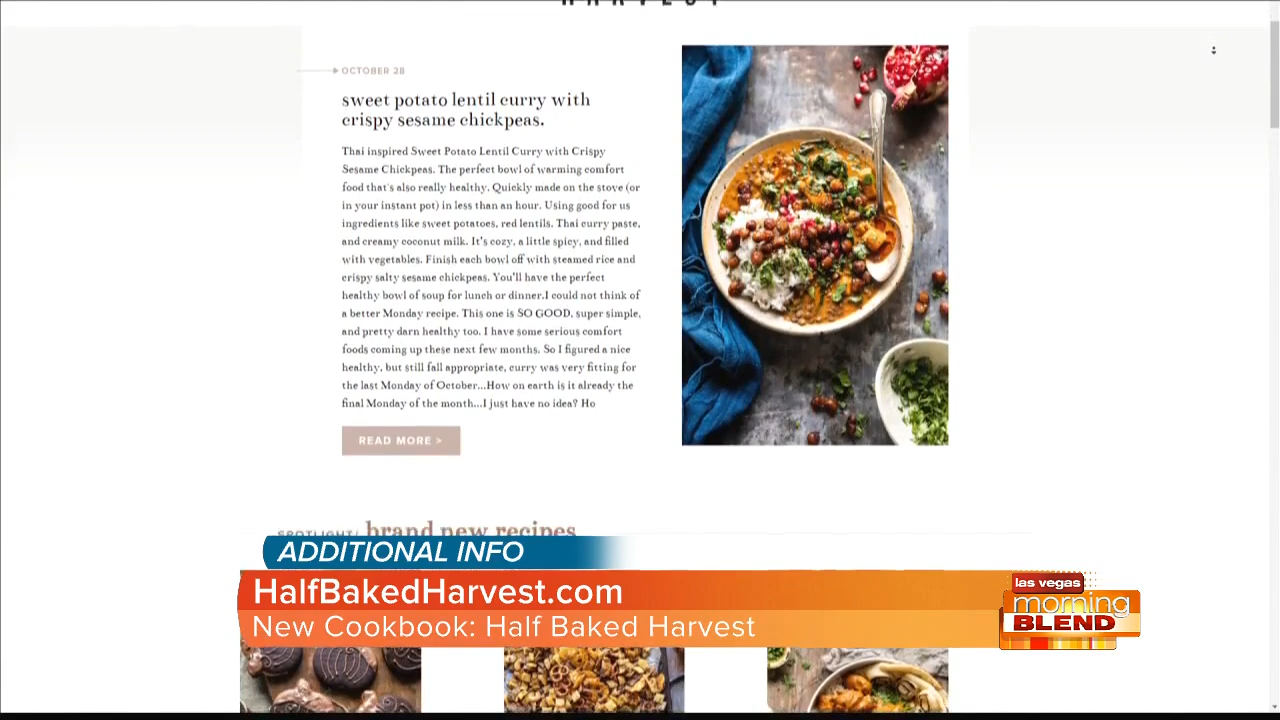 HARVEST
OCTOBER 28
sweet potato lentil curry with
crispy sesame chickpeas.
Thai inspired Sweet Potato Lentil Curry with Crispy
Sesame Chickpeas. The perfect bowl of warming comfort
food that's also really healthy. Quickly made on the stove (or
in your instant pot) in less than an hour. Using good for us
ingredients like sweet potatoes, red lentils, Thai curry paste,
and creamy coconut milk. It's cozy, a little spicy, and filled
with vegetables. Finish each bowl off with steamed rice and
crispy salty sesame chickpeas. You'll have the perfect
healthy bowl of soup for lunch or dinner.I could not think of
a better Monday recipe. This one is SO GOOD, super simple,
and pretty darn healthy too. I have some serious comfort
foods coming up these next few months. So I figured a nice
healthy, but still fall appropriate, curry was very fitting for
the last Monday of October...How on earth is it already the
final Monday of the month...I just have no idea? Ho
READ MORE >
SPOTLIGHT/ brand new recipes
ADDITIONAL INFO
HalfBakedHarvest.com
New Cookbook: Half Baked Harvest
las vegas
morning
BLEND